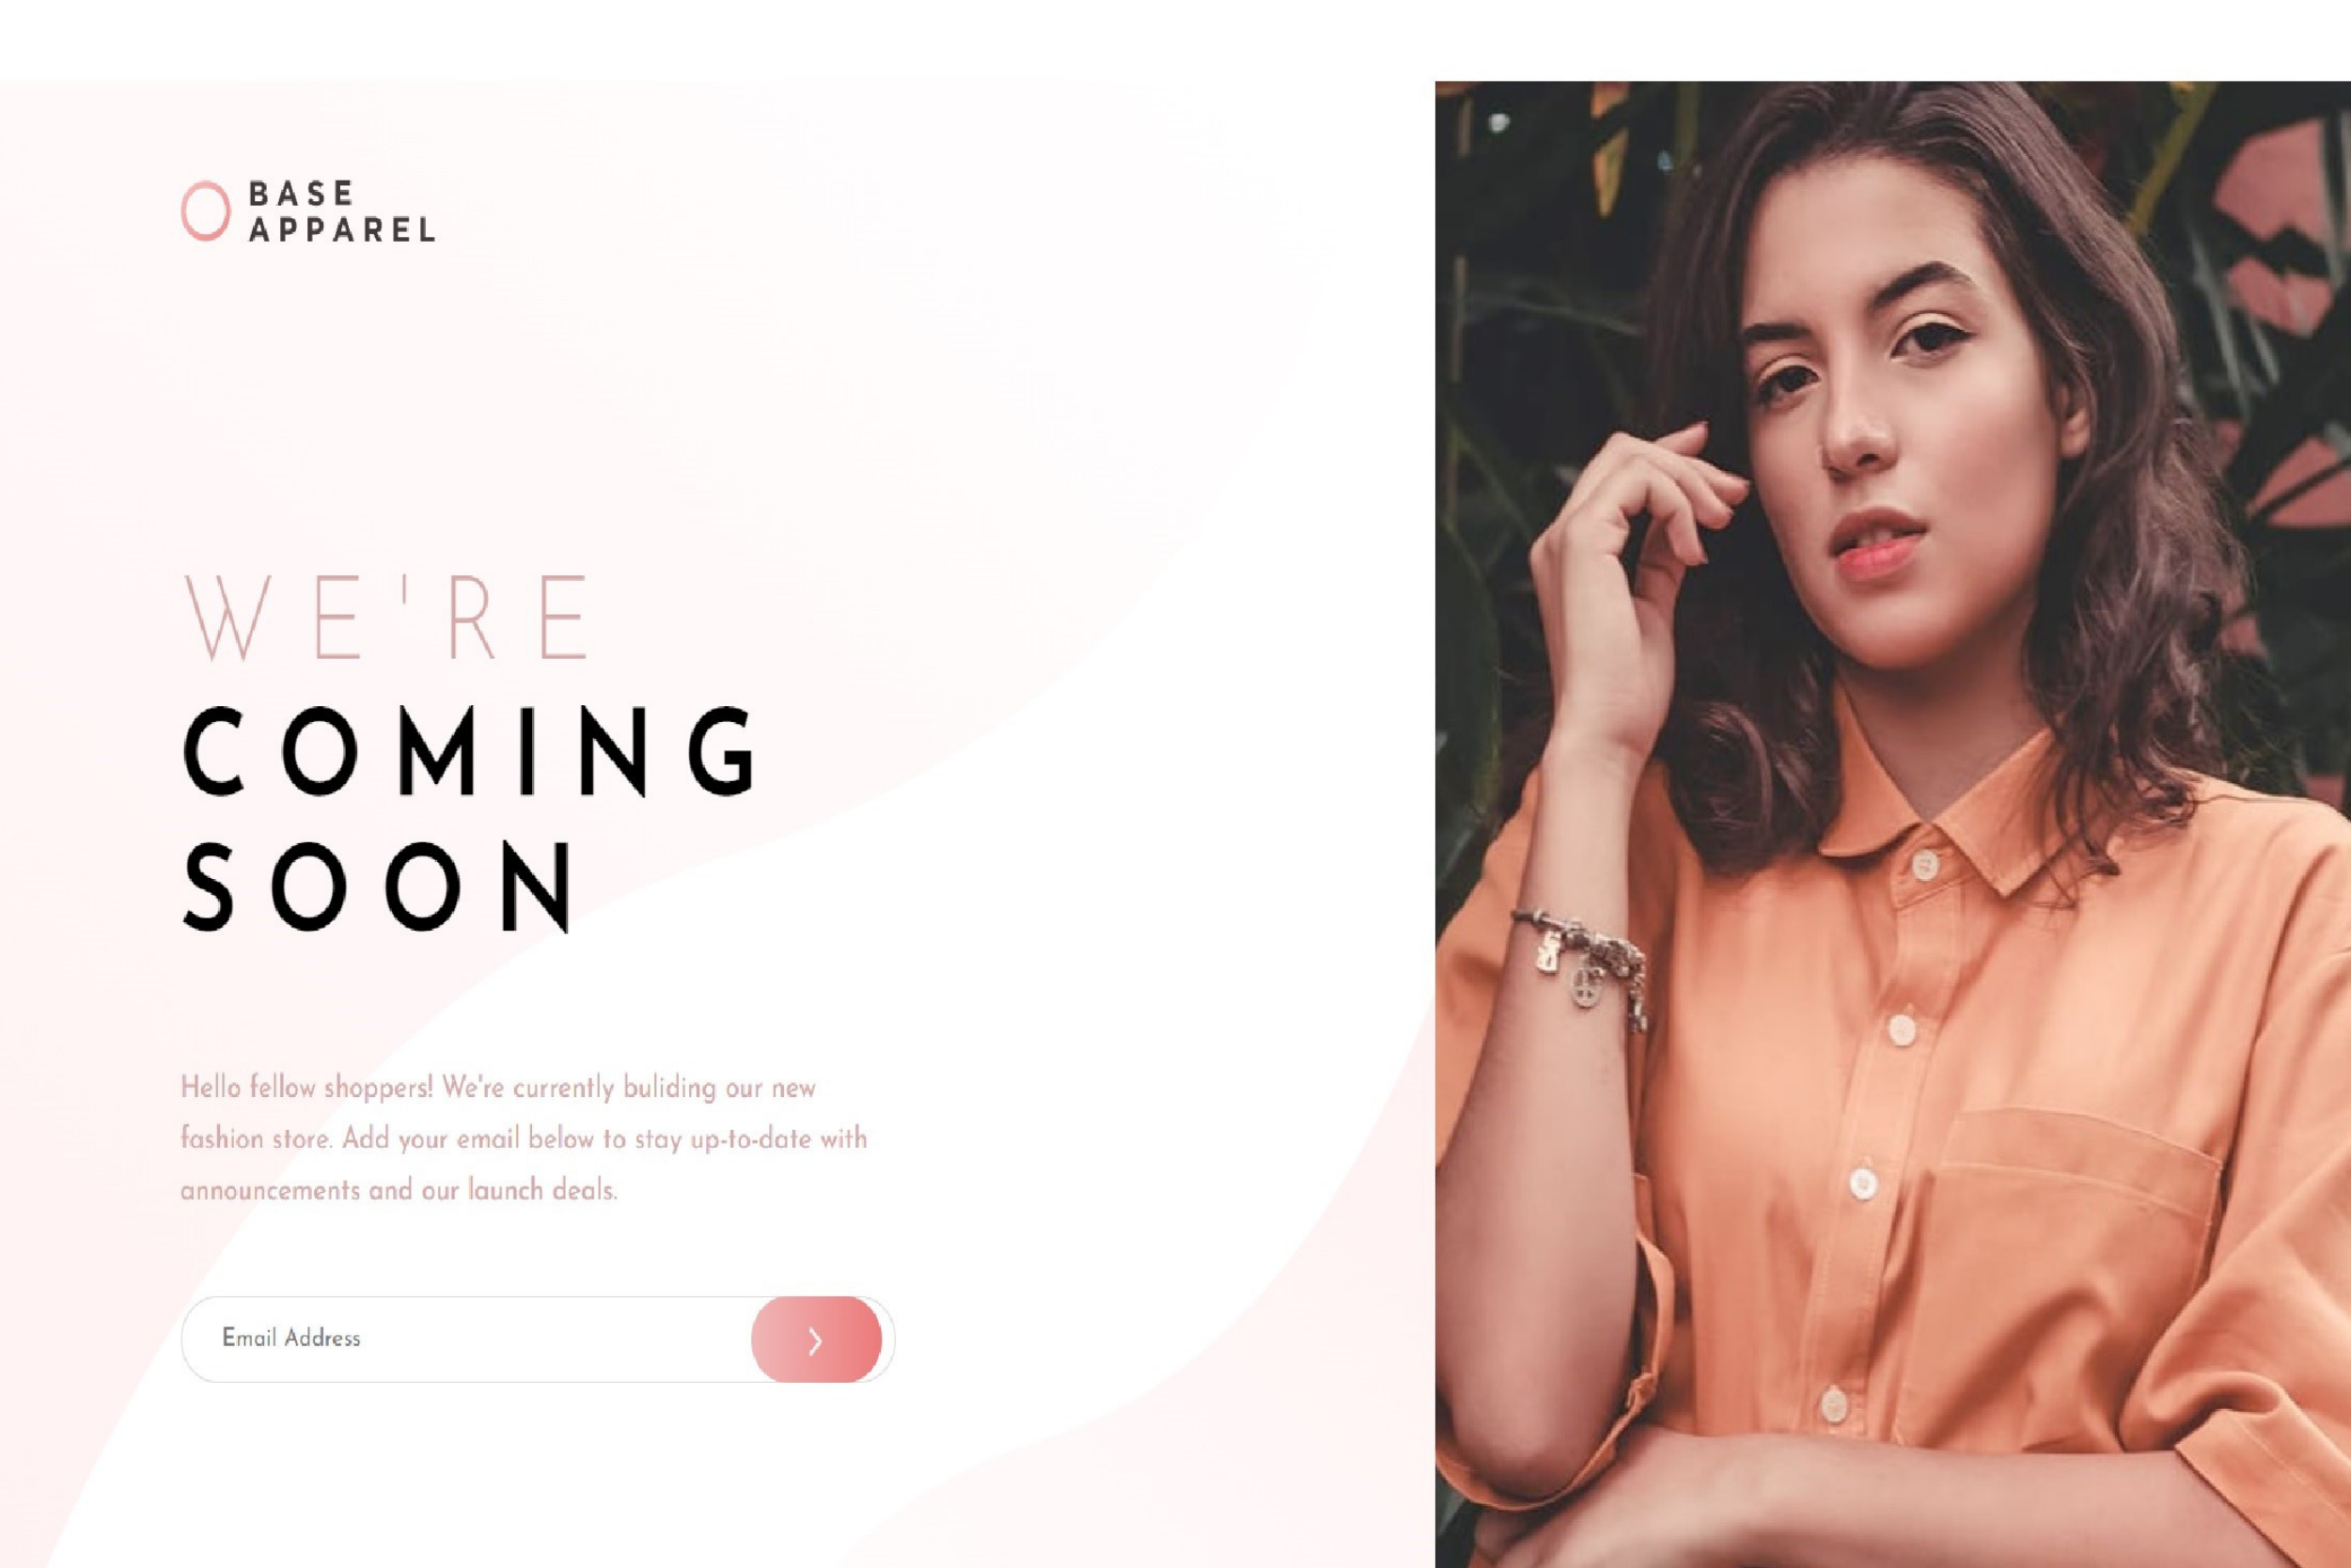 BASE
APPAREL
WE'RE
COMING
SOON
Hello fellow shoppers! We're currently buliding our new
fashion store. Add your email below to stay up-to-date with
announcements and our launch deals.
Email Address